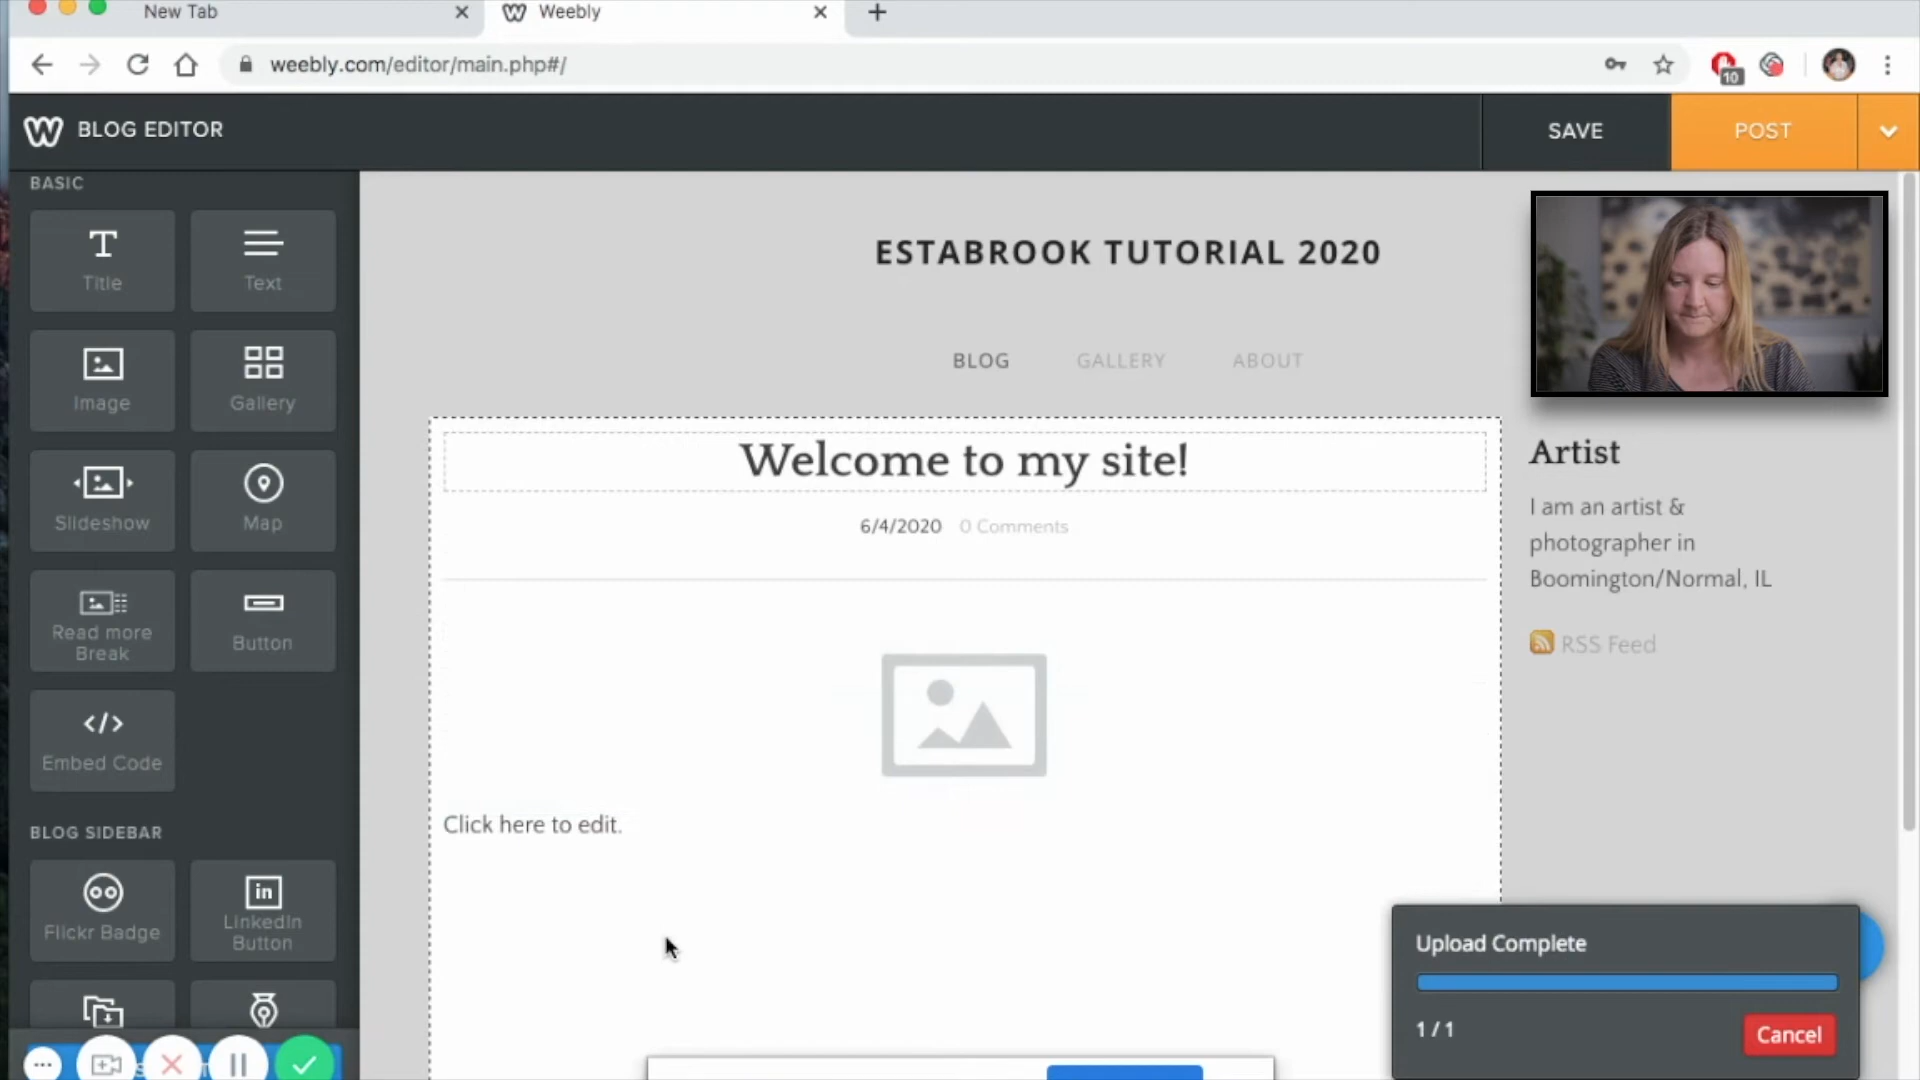 New Tab
Weebly
weebly.com/editor/main.php#/
10
BLOG EDITOR
SAVE
POST
BASIC
Title
Text
Image
Gallery
Slideshow
Map
Read more
Break
Button
Embed Code
BLOG SIDEBAR
Flickr Badge
in
LinkedIn
Button
ESTABROOK TUTORIAL 2020
BLOG
GALLERY
ABOUT
Welcome to my site!
6/4/2020
0 Comments
Click here to edit.
Artist
I am an artist &
photographer in
Boomington/Normal, IL
RSS Feed
Upload Complete
1 / 1
Cancel